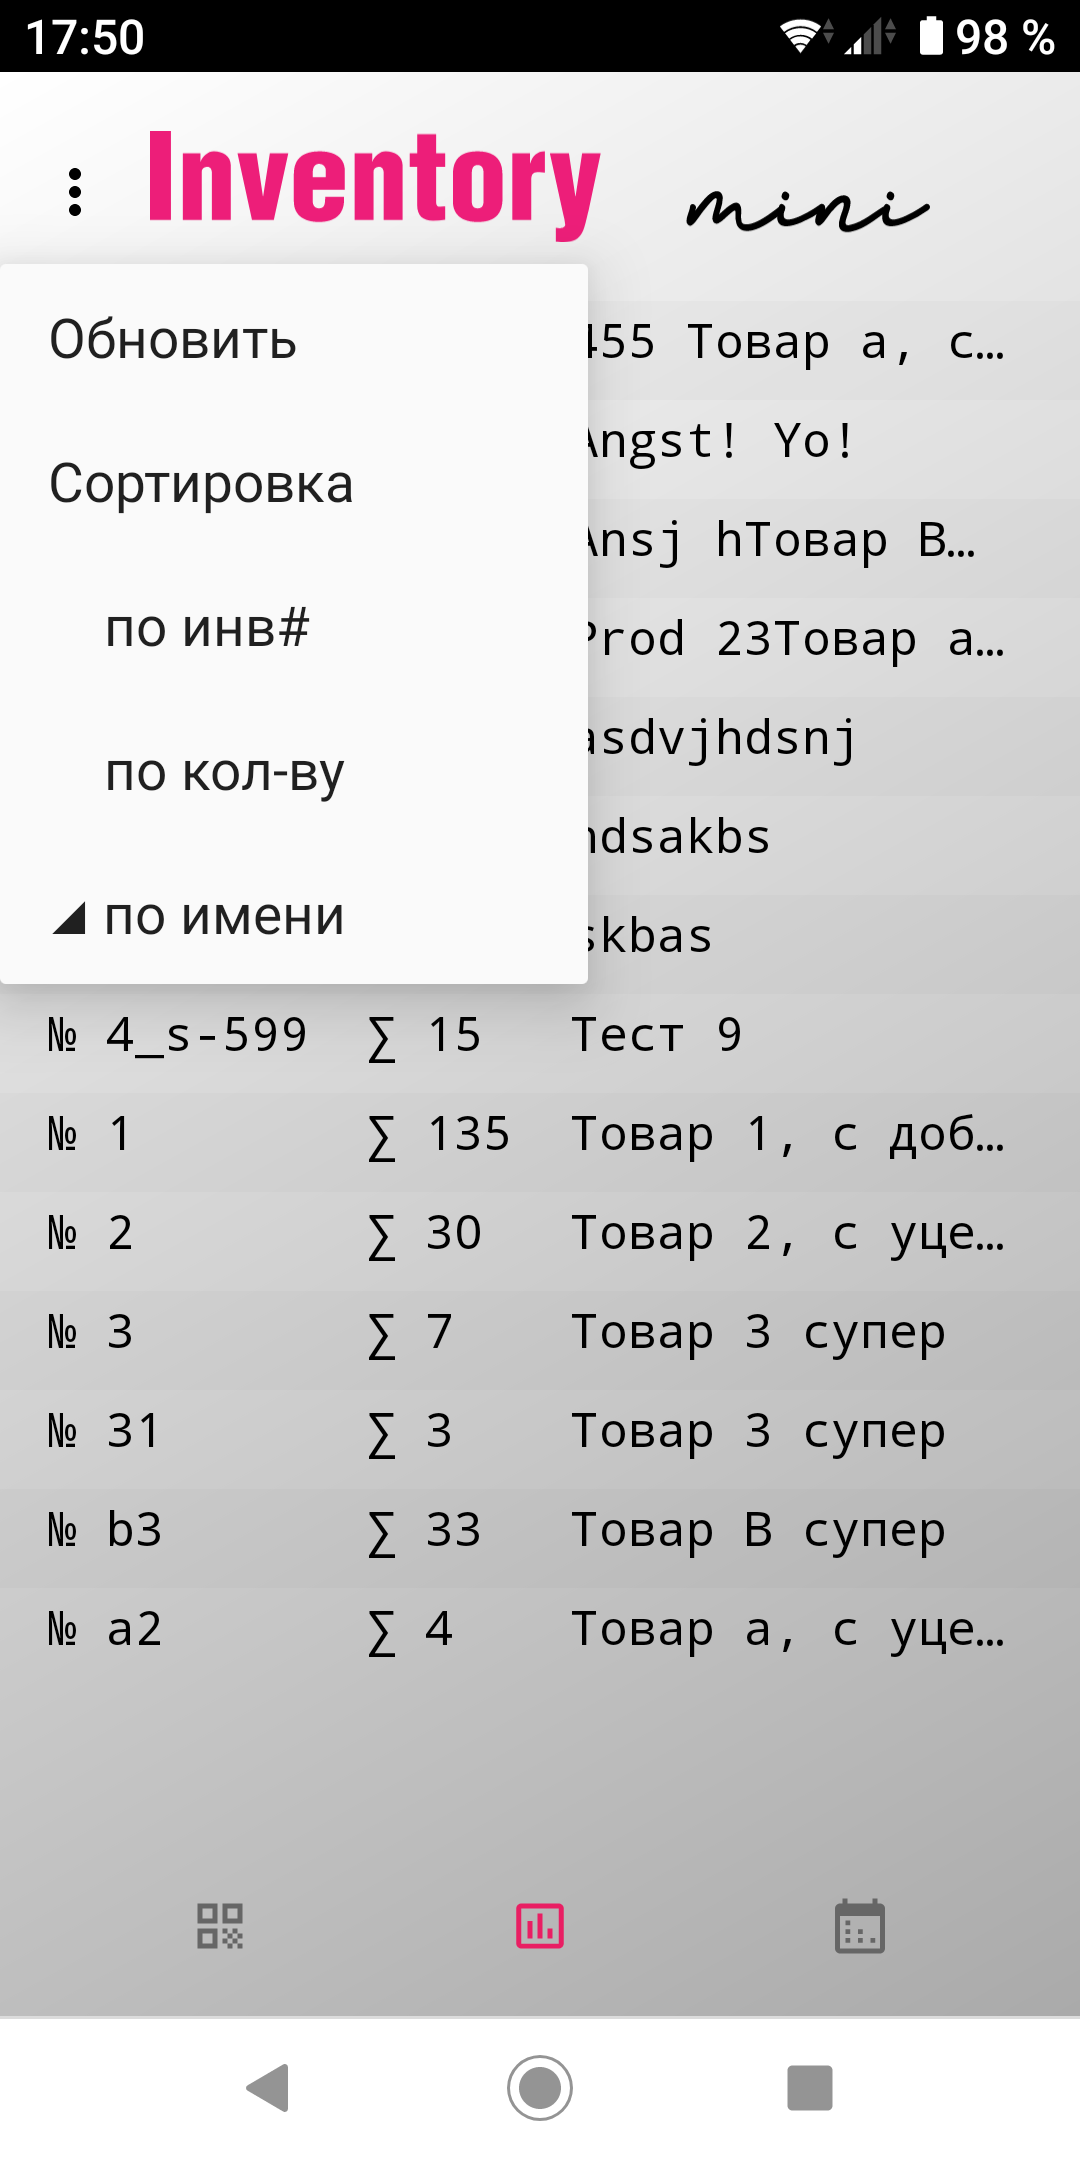 17:50 98 %
Inventory mini
Обновить
455 Товар а, с…
Angst! Yo!
Сортировка
Ansj hТовар В…
по инв#
Prod 23Товар а…
asdvjhdsnj
по кол-ву
hdsakbs
по имени
skbas
№ 4_s-599 ∑ 15 Тест 9
№ 1 ∑ 135 Товар 1, с доб…
№ 2 ∑ 30 Товар 2, с уце…
№ 3 ∑ 7 Товар 3 супер
№ 31 ∑ 3 Товар 3 супер
№ b3 ∑ 33 Товар В супер
№ a2 ∑ 4 Товар а, с уце…